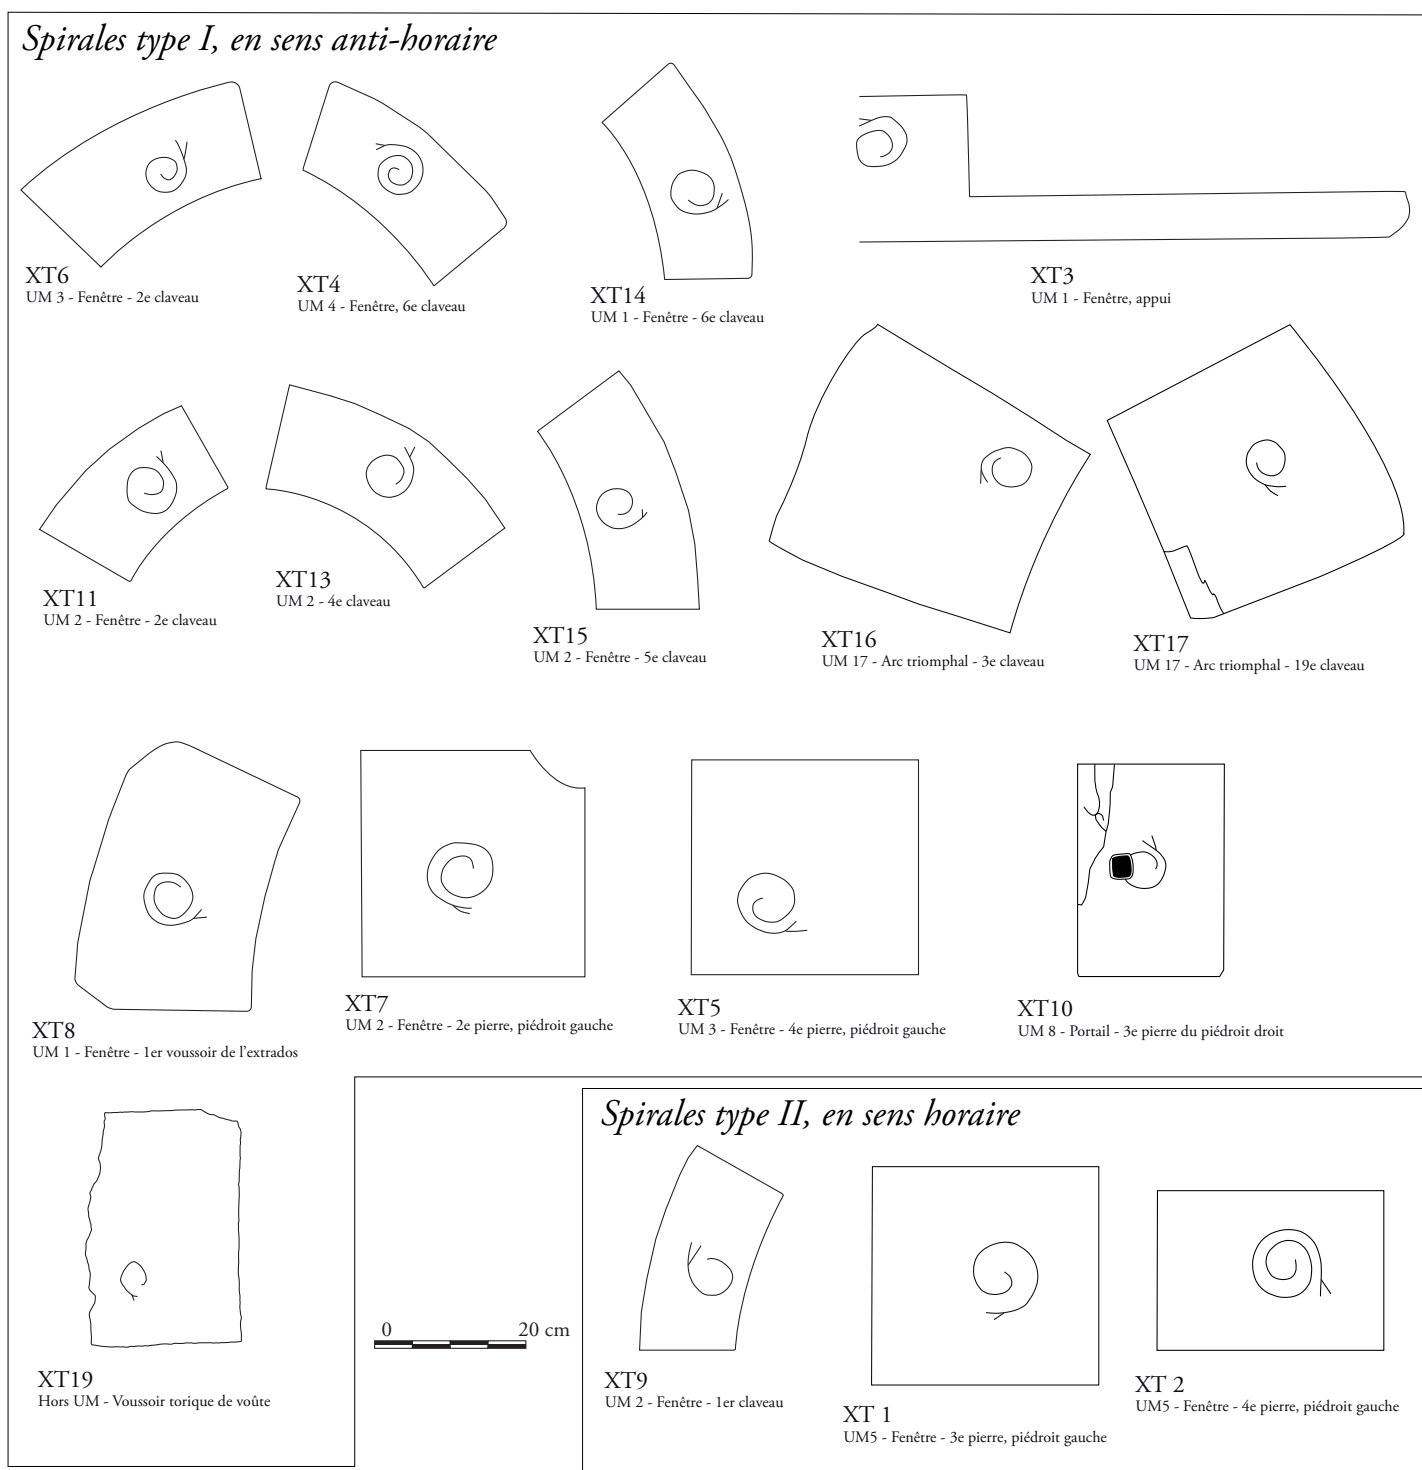 Spirales type I, en sens anti-horaire
XT6
UM 3 - Fenêtre - 2e claveau
XT4
UM 4 - Fenêtre, 6e claveau
XT14
UM 1 - Fenêtre - 6e claveau
XT3
UM 1 - Fenêtre, appui
XT11
UM 2 - Fenêtre - 2e claveau
XT13
UM 2 - 4e claveau
XT15
UM 2 - Fenêtre - 5e claveau
XT16
UM 17 - Arc triomphal - 3e claveau
XT17
UM 17 - Arc triomphal - 19e claveau
XT8
UM 1 - Fenêtre - 1er voussoir de l'extrados
XT7
UM 2 - Fenêtre - 2e pierre, piédroit gauche
XT5
UM 3 - Fenêtre - 4e pierre, piédroit gauche
XT10
UM 8 - Portail - 3e pierre du piédroit droit
XT19
Hors UM - Voussoir torique de voûte
0 20 cm
Spirales type II, en sens horaire
XT9
UM 2 - Fenêtre - 1er claveau
XT 1
UM5 - Fenêtre - 3e pierre, piédroit gauche
XT 2
UM5 - Fenêtre - 4e pierre, piédroit gauche